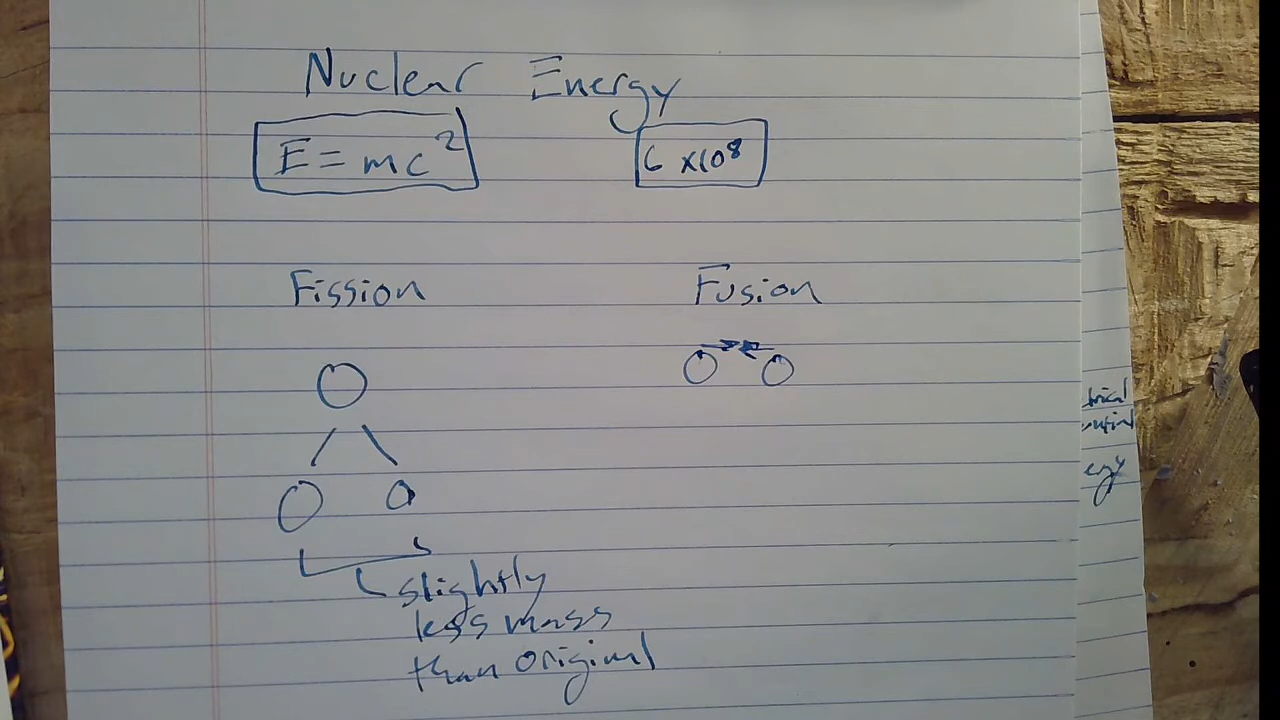 Nuclear Energy
E = mc²
6 x10⁸
Fission
Fusion
slightly
less mass
than original